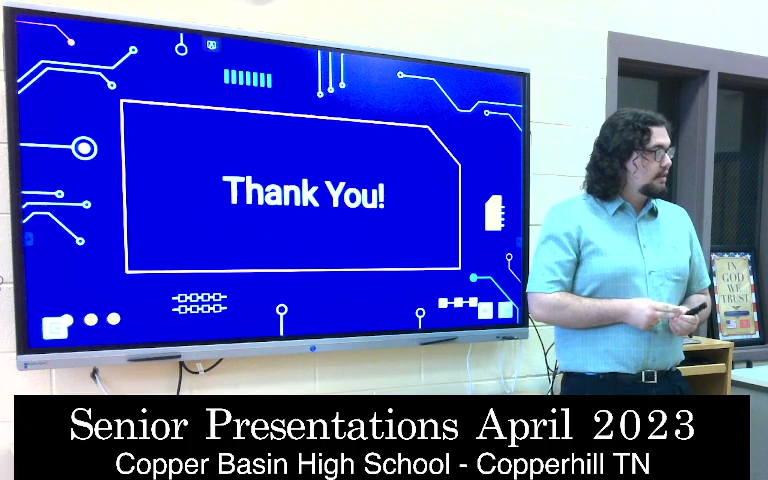 Thank You!
IN
GOD
WE
TRUST
Senior Presentations April 2023
Copper Basin High School - Copperhill TN